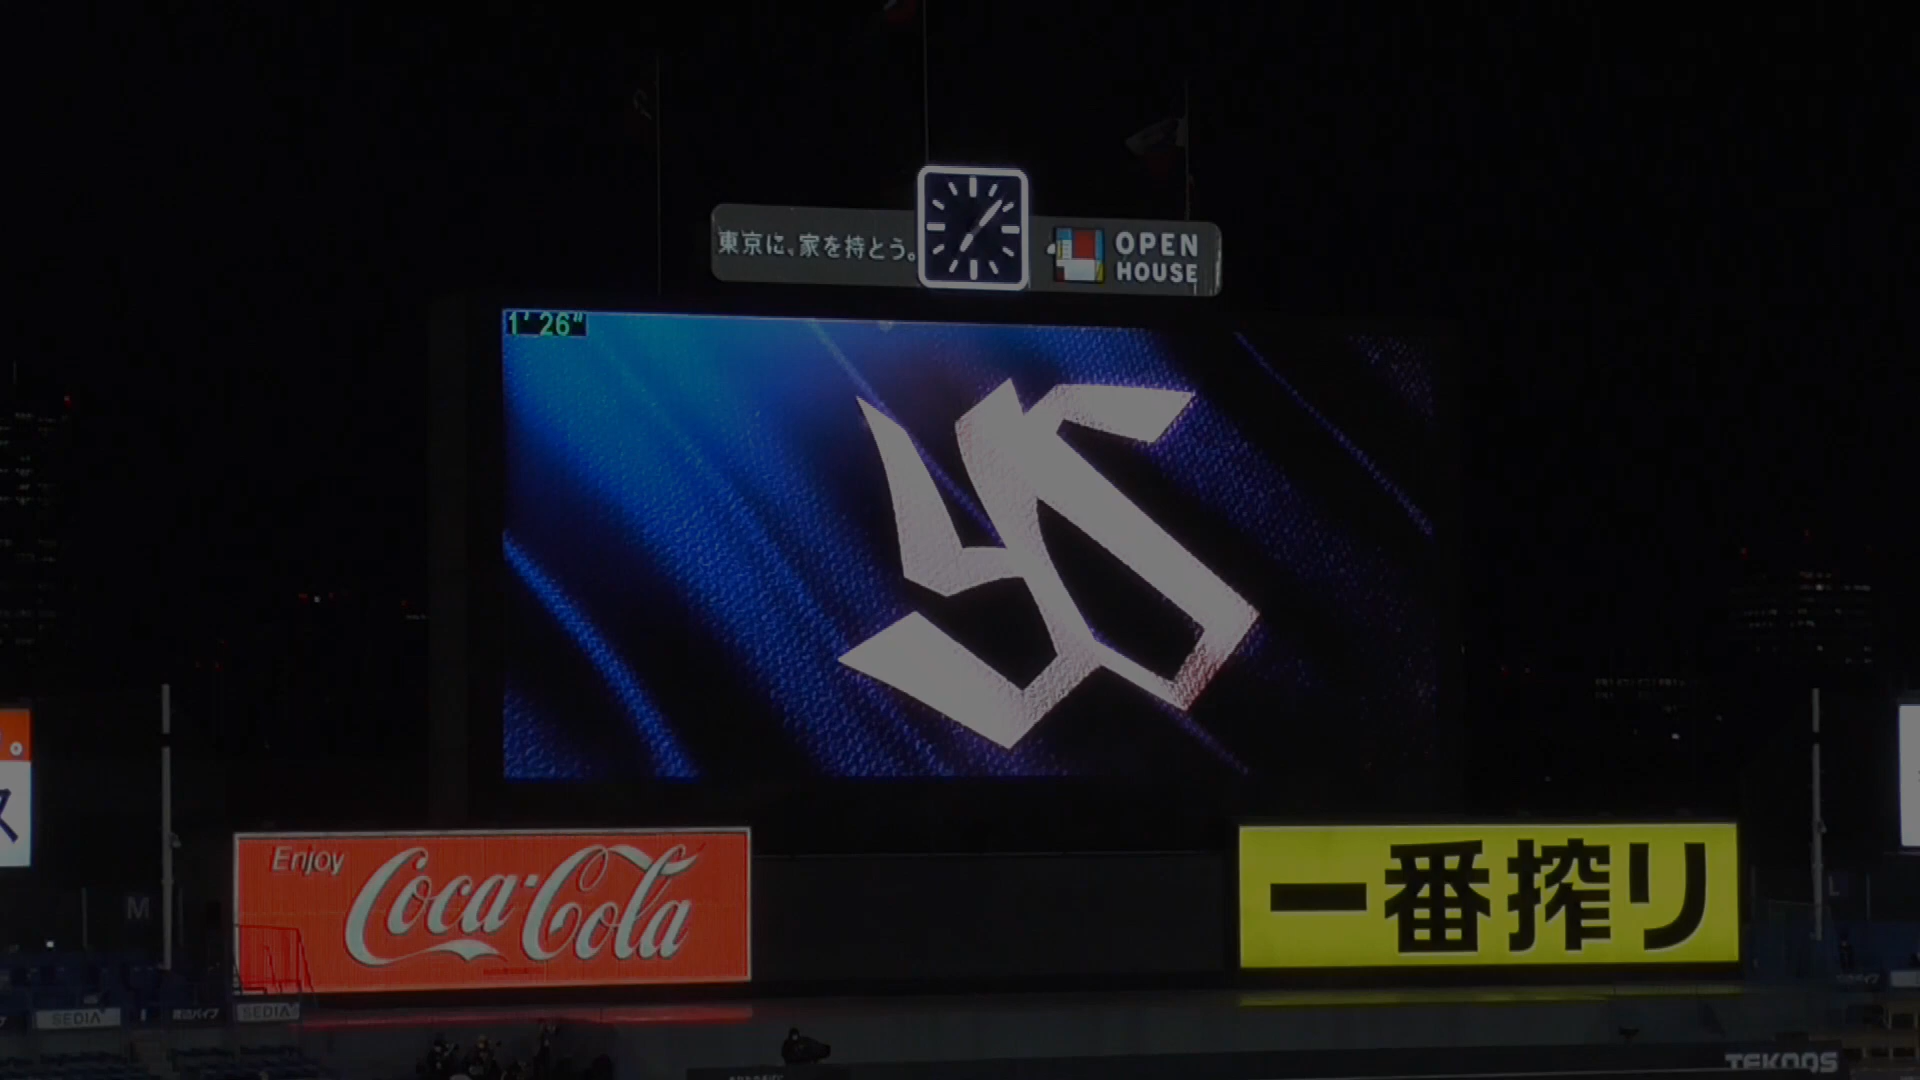 東京に、家を持とう。
OPEN
HOUSE
1' 26"
YS
Enjoy
Coca-Cola
一番搾り
M
L
SEDIA
SEDIA
TEKNOS